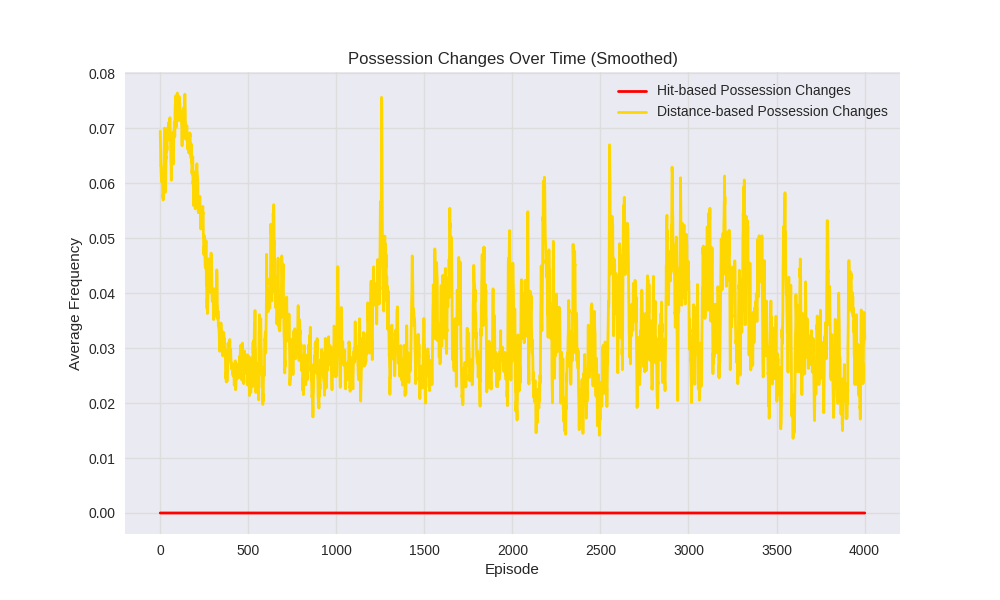 Possession Changes Over Time (Smoothed)
Hit-based Possession Changes
Distance-based Possession Changes
Average Frequency
0.08
0.07
0.06
0.05
0.04
0.03
0.02
0.01
0.00
0 500 1000 1500 2000 2500 3000 3500 4000
Episode